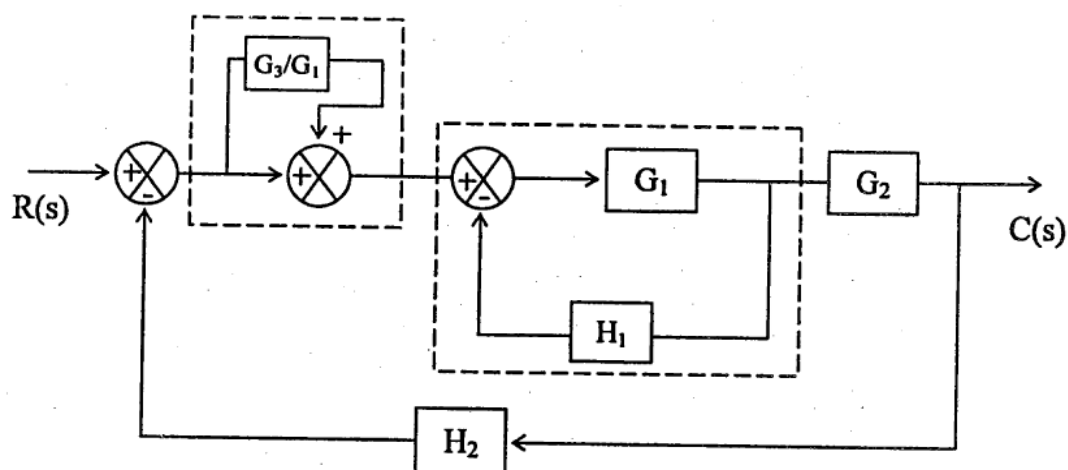 G₃/G₁
+
+
-
+
+
-
G₁
G₂
R(s)
C(s)
H₁
H₂